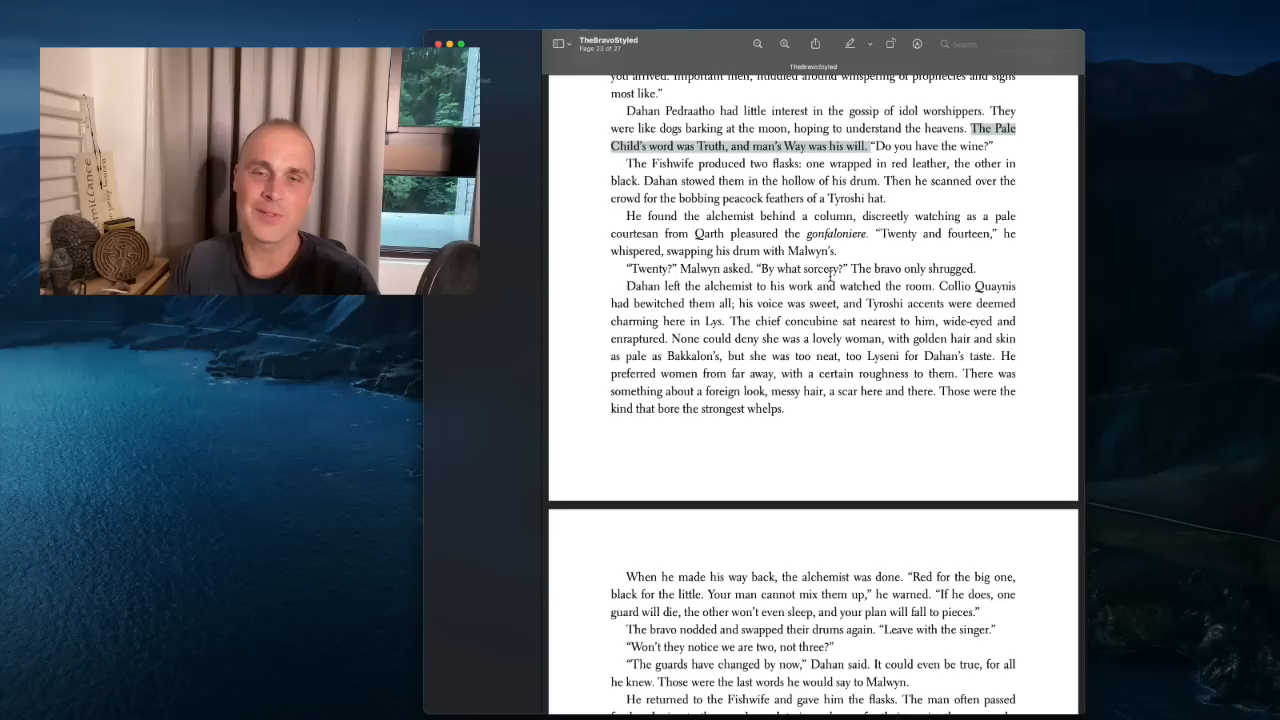 TheBravoStyled
Page 23 of 27
Search
TheBravoStyled
you arrived. Important men, huddled around whispering of prophecies and signs
most like.”
Dahan Pedraatho had little interest in the gossip of idol worshippers. They
were like dogs barking at the moon, hoping to understand the heavens. The Pale
Child’s word was Truth, and man’s Way was his will. “Do you have the wine?”
The Fishwife produced two flasks: one wrapped in red leather, the other in
black. Dahan stowed them in the hollow of his drum. Then he scanned over the
crowd for the bobbing peacock feathers of a Tyroshi hat.
He found the alchemist behind a column, discreetly watching as a pale
courtesan from Qarth pleasured the gonfaloniere. “Twenty and fourteen,” he
whispered, swapping his drum with Malwyn’s.
“Twenty?” Malwyn asked. “By what sorcery?” The bravo only shrugged.
Dahan left the alchemist to his work and watched the room. Collio Quaynis
had bewitched them all; his voice was sweet, and Tyroshi accents were deemed
charming here in Lys. The chief concubine sat nearest to him, wide-eyed and
enraptured. None could deny she was a lovely woman, with golden hair and skin
as pale as Bakkalon’s, but she was too neat, too Lyseni for Dahan’s taste. He
preferred women from far away, with a certain roughness to them. There was
something about a foreign look, messy hair, a scar here and there. Those were the
kind that bore the strongest whelps.
When he made his way back, the alchemist was done. “Red for the big one,
black for the little. Your man cannot mix them up,” he warned. “If he does, one
guard will die, the other won’t even sleep, and your plan will fall to pieces.”
The bravo nodded and swapped their drums again. “Leave with the singer.”
“Won’t they notice we are two, not three?”
“The guards have changed by now,” Dahan said. It could even be true, for all
he knew. Those were the last words he would say to Malwyn.
He returned to the Fishwife and gave him the flasks. The man often passed